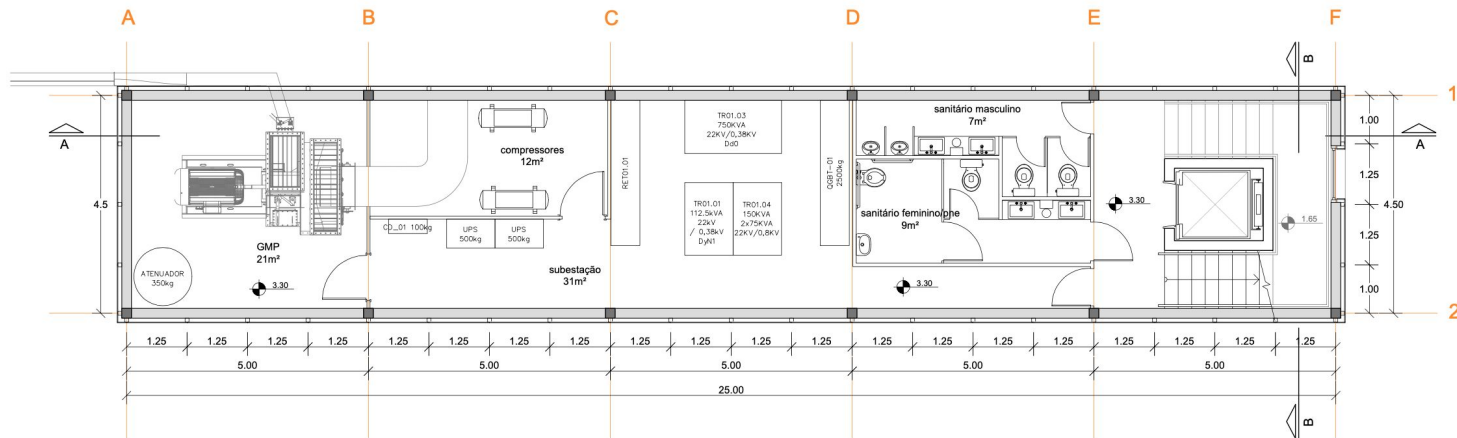 A
B
C
D
E
F
B
1
A
A
4.5
1.00
1.25
4.50
1.25
1.00
2
GMP
21m²
ATENUADOR
350kg
3.30
compressores
12m²
CD_01 100kg
UPS
500kg
UPS
500kg
subestação
31m²
RET01.01
TR01.03
750KVA
22KV/0,38KV
Dd0
TR01.01
112.5kVA
22kV
/ 0,38kV
DyN1
TR01.04
150KVA
2x75KVA
22KV/0,8KV
QGBT-01
2500kg
sanitário masculino
7m²
sanitário feminino/pne
9m²
3.30
3.30
1.65
1.25 1.25 1.25 1.25 1.25 1.25 1.25 1.25 1.25 1.25 1.25 1.25 1.25 1.25 1.25 1.25 1.25 1.25 1.25 1.25
5.00 5.00 5.00 5.00 5.00
25.00
B